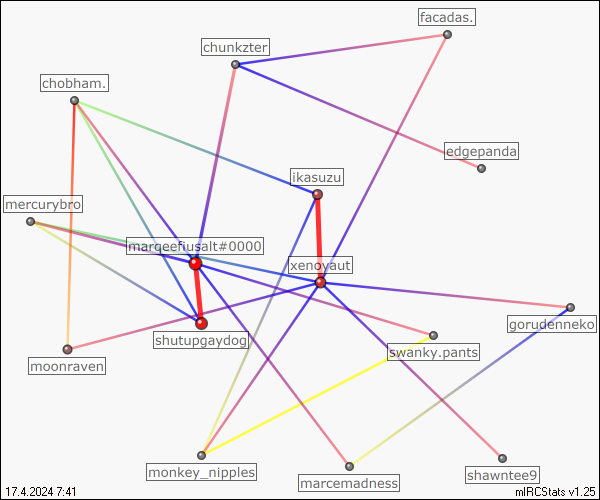 facadas.
chunkzter
chobham.
edgepanda
ikasuzu
mercurybro
marceefiusalt#0000
xenoyaut
gorudenneko
shutupgaydog
swanky.pants
moonraven
monkey_nipples
marcemadness
shawntee9
17.4.2024 7:41
mIRCStats v1.25